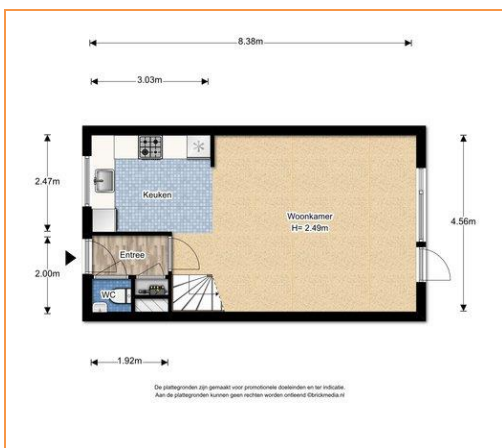 8.38m
3.03m
2.47m
Keuken
Woonkamer
H= 2.49m
4.56m
Entree
2.00m
WC
1.92m
De plattegronden zijn gemaakt voor promotionele doeleinden en ter indicatie.
Aan de plattegronden kunnen geen rechten worden ontleend ©brickmedia.nl